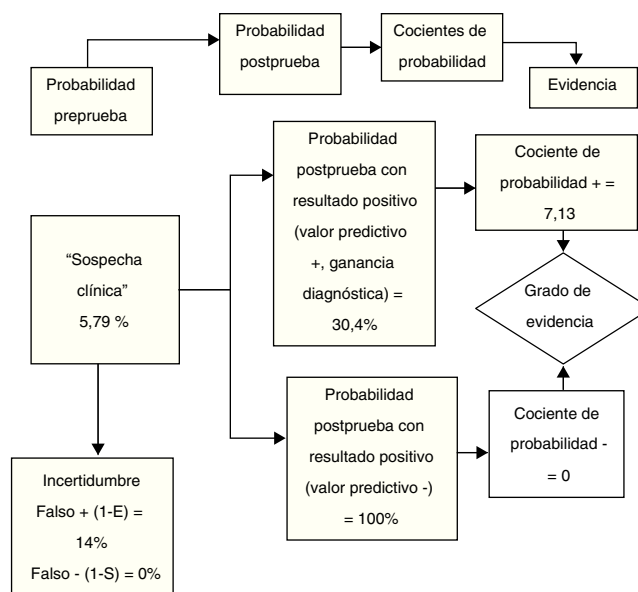 Probabilidad
preprueba
Probabilidad
postprueba
Cocientes de
probabilidad
Evidencia
“Sospecha
clínica”
5,79 %
Incertidumbre
Falso + (1-E) =
14%
Falso - (1-S) = 0%
Probabilidad
postprueba con
resultado positivo
(valor predictivo
+, ganancia
diagnóstica) =
30,4%
Probabilidad
postprueba con
resultado positivo
(valor predictivo -)
= 100%
Cociente de
probabilidad + =
7,13
Grado de
evidencia
Cociente de
probabilidad -
= 0